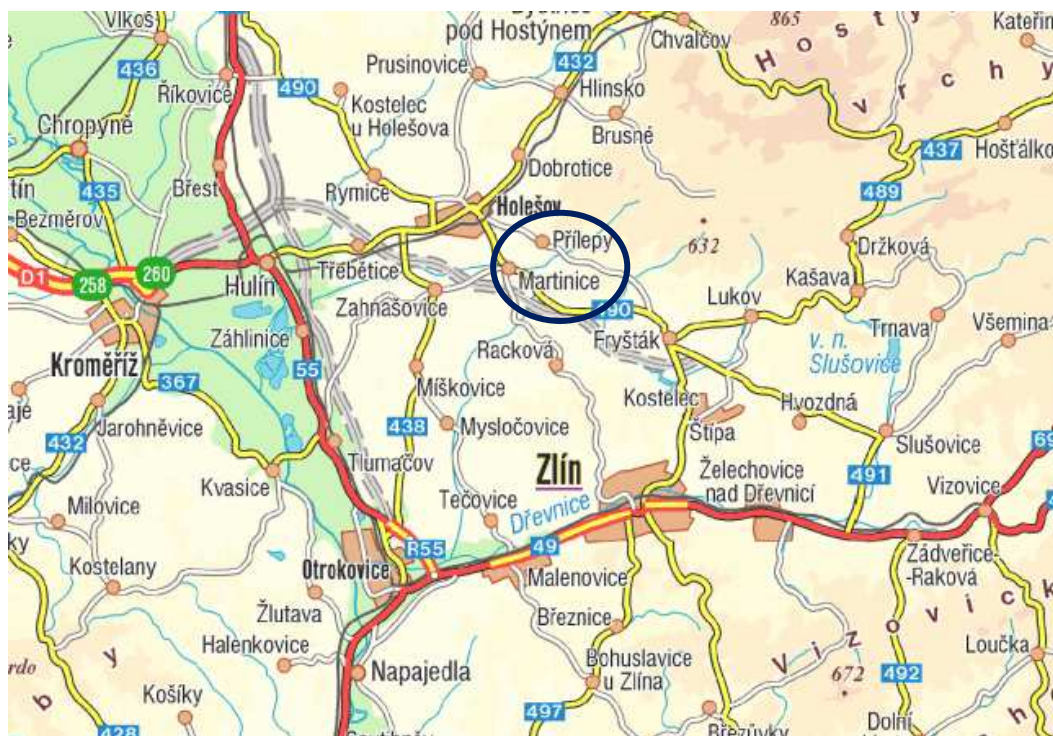 Vlkoš
pod Hostýnem
Chvalčov
865
H o s t y
v r c h y
436
Říkovice
490
Prusinovice
432
Hlinsko
Kostelec
u Holešova
Brusné
Chropyně
437
Hošťálko
435
Břest
Rymice
Dobrotice
489
Bezměrov
Holešov
Přílepy
632
Držková
D1
258
260
Hulín
Třebětice
Martinice
Kašava
Zahnašovice
490
Lukov
Trnava
Všemina
Záhlinice
Fryšták
v. n.
Slušovice
Kroměříž
55
Racková
367
Míškovice
Kostelec
Hvozdná
Jarohněvice
438
Mysločovice
Štípa
Slušovice
432
Tlumačov
Zlín
Želechovice
nad Dřevnicí
491
69
Kvasice
Tečovice
Dřevnice
Vizovice
Milovice
R55
49
Zádveřice-
-Raková
Kostelany
Otrokovice
Malenovice
Žlutava
Březnice
Halenkovice
V i z o v i c k
Loučka
Napajedla
Bohuslavice
u Zlína
672
492
Košíky
497
Březůvky
Dolní
428